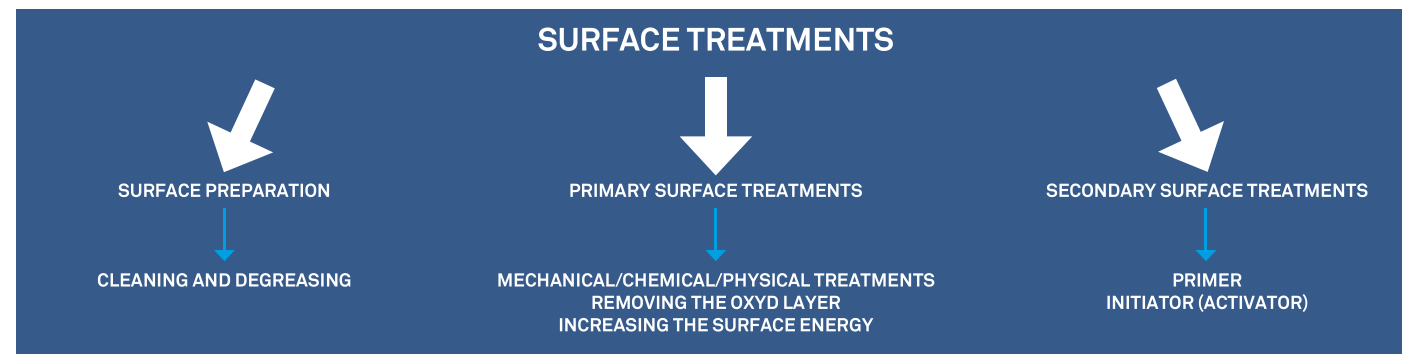 SURFACE TREATMENTS
SURFACE PREPARATION
PRIMARY SURFACE TREATMENTS
SECONDARY SURFACE TREATMENTS
CLEANING AND DEGREASING
MECHANICAL/CHEMICAL/PHYSICAL TREATMENTS
REMOVING THE OXYD LAYER
INCREASING THE SURFACE ENERGY
PRIMER
INITIATOR (ACTIVATOR)